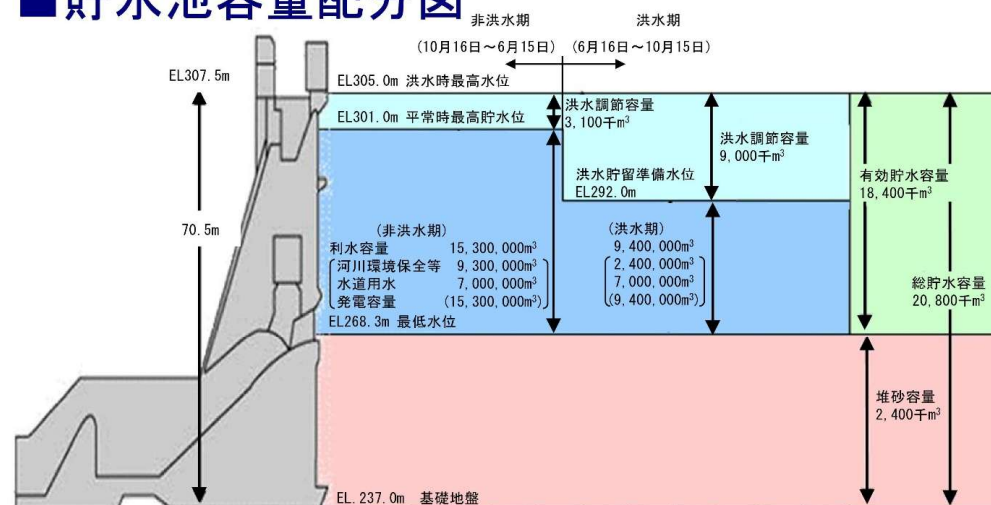 ■貯水池容量配分図
非洪水期
洪水期
(10月16日～6月15日)
(6月16日～10月15日)
EL307.5m
EL305.0m 洪水時最高水位
EL301.0m 平常時最高貯水位
洪水調節容量
3,100千m³
洪水調節容量
9,000千m³
洪水貯留準備水位
EL292.0m
有効貯水容量
18,400千m³
70.5m
(非洪水期)
利水容量 15,300,000m³
河川環境保全等 9,300,000m³
水道用水 7,000,000m³
発電容量 (15,300,000m³)
(洪水期)
9,400,000m³
2,400,000m³
7,000,000m³
(9,400,000m³)
総貯水容量
20,800千m³
EL268.3m 最低水位
堆砂容量
2,400千m³
EL.237.0m 基礎地盤